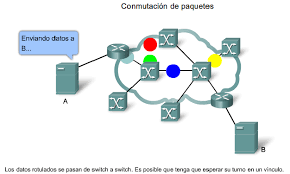 Conmutación de paquetes
Enviando datos a
B...
A
B
Los datos rotulados se pasan de switch a switch. Es posible que tenga que esperar su turno en un vínculo.